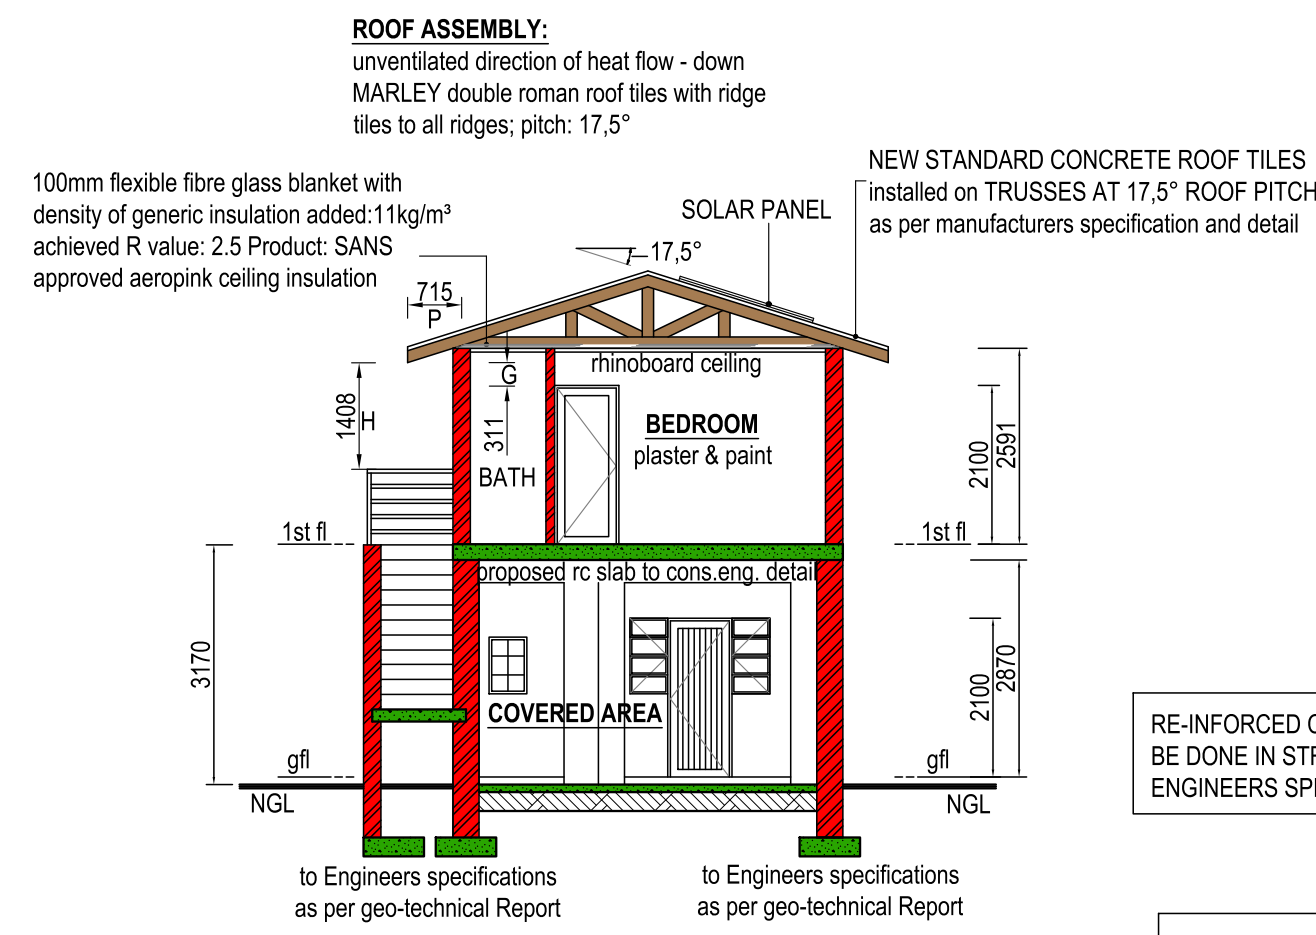 ROOF ASSEMBLY:
unventilated direction of heat flow - down
MARLEY double roman roof tiles with ridge
tiles to all ridges; pitch: 17,5°
100mm flexible fibre glass blanket with
density of generic insulation added:11kg/m³
achieved R value: 2.5 Product: SANS
approved aeropink ceiling insulation
NEW STANDARD CONCRETE ROOF TILES
installed on TRUSSES AT 17,5° ROOF PITCH
as per manufacturers specification and detail
SOLAR PANEL
17,5°
715
P
rhinoboard ceiling
G
1408
H
311
BEDROOM
plaster & paint
BATH
2100
2591
1st fl
1st fl
proposed rc slab to cons.eng. detail
3170
2100
2870
COVERED AREA
gfl
gfl
NGL
NGL
RE-INFORCED
BE DONE IN
ENGINEERS
to Engineers specifications
as per geo-technical Report
to Engineers specifications
as per geo-technical Report